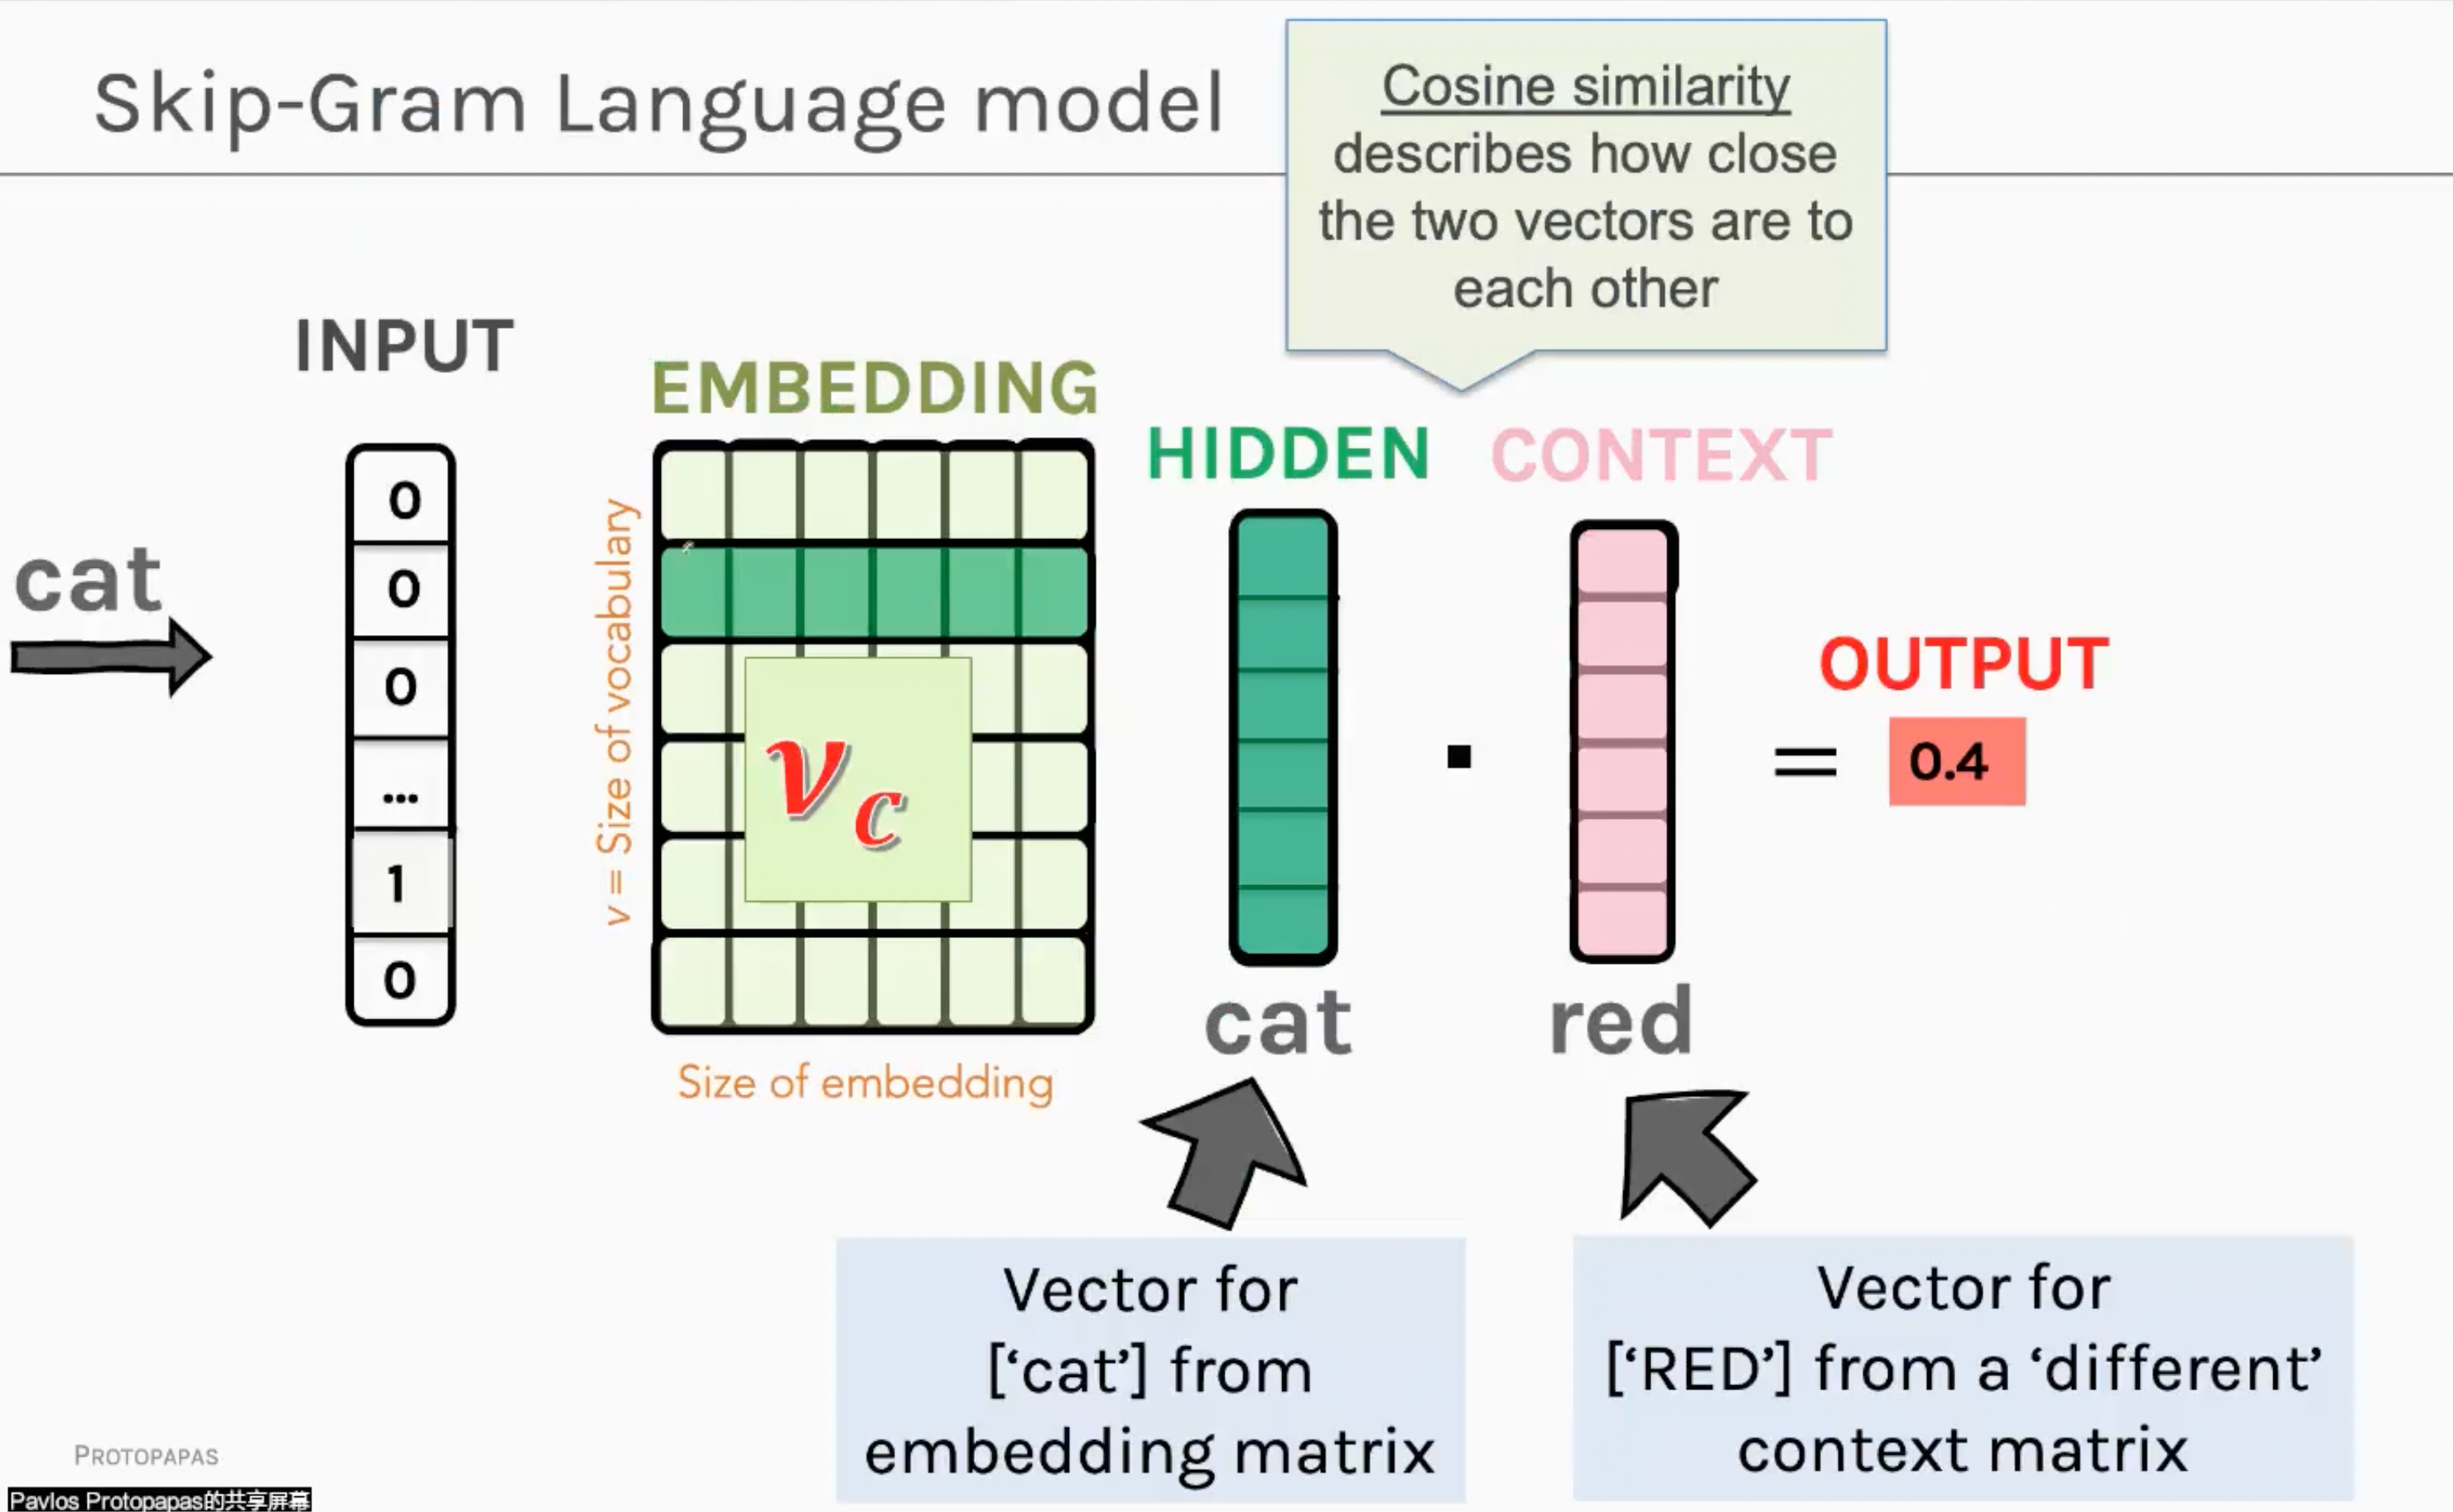 Skip-Gram Language model
Cosine similarity
describes how close
the two vectors are to
each other
INPUT
EMBEDDING
HIDDEN
CONTEXT
cat
0
0
0
...
1
0
v = Size of vocabulary
v c
Size of embedding
cat
.
red
=
OUTPUT
0.4
Vector for
[‘cat’] from
embedding matrix
Vector for
[‘RED’] from a ‘different’
context matrix
PROTOPAPAS
Pavlos Protopapas的共享屏幕